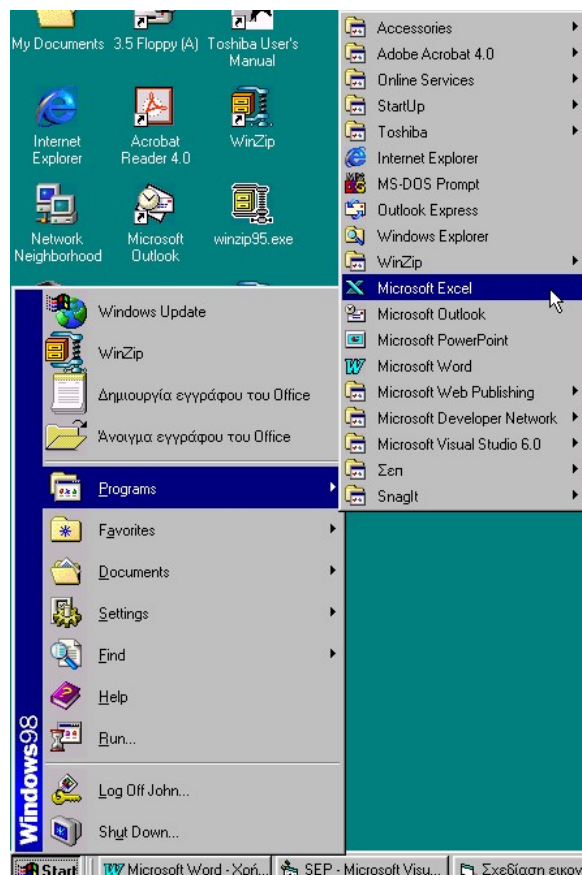 My Documents
3.5 Floppy (A)
Toshiba User's
Manual
Internet
Explorer
Acrobat
Reader 4.0
WinZip
Network
Neighborhood
Microsoft
Outlook
winzip95.exe
Accessories
Adobe Acrobat 4.0
Online Services
StartUp
Toshiba
Internet Explorer
MS-DOS Prompt
Outlook Express
Windows Explorer
WinZip
Microsoft Excel
Microsoft Outlook
Microsoft PowerPoint
Microsoft Word
Microsoft Web Publishing
Microsoft Developer Network
Microsoft Visual Studio 6.0
Σεπ
SnagIt
Windows Update
WinZip
Δημιουργία εγγράφου του Office
Άνοιγμα εγγράφου του Office
Programs
Favorites
Documents
Settings
Find
Help
Run...
Log Off John...
Shut Down...
Windows98
Start
Microsoft Word - Χρή...
SEP - Microsoft Visu...
Σχεδίαση εικον